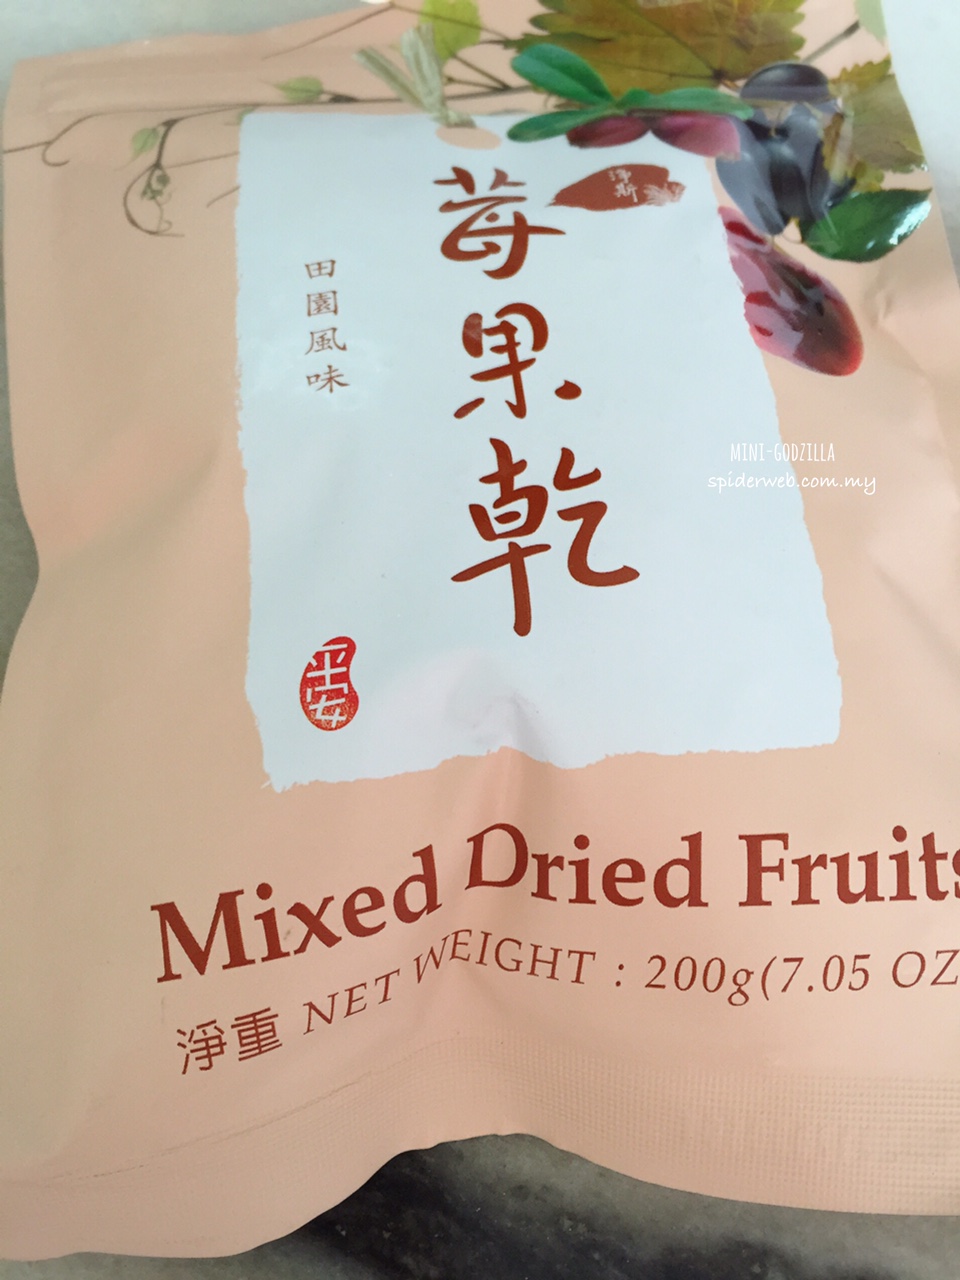 淨斯
莓果乾
田園風味
平安
MINI-GODZILLA
spiderweb.com.my
Mixed Dried Fruits
淨重 NET WEIGHT : 200g(7.05 OZ